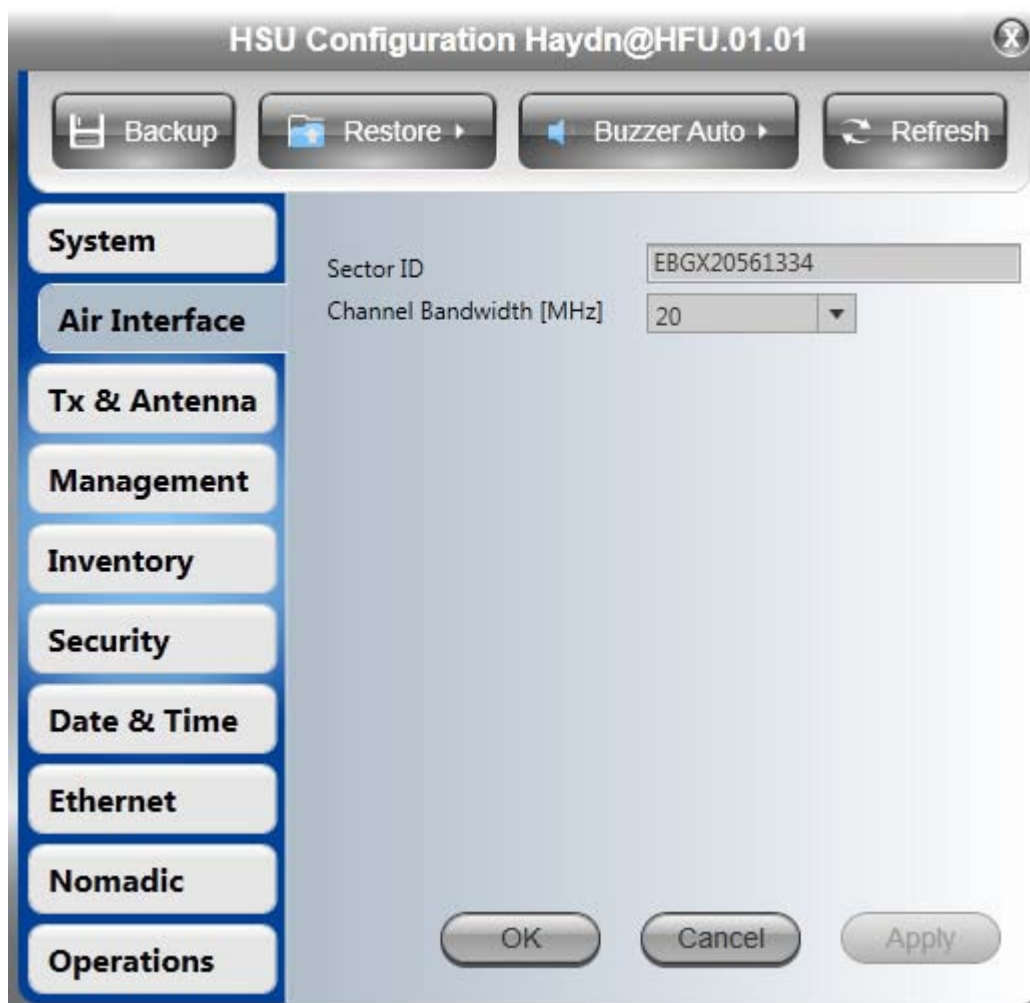 HSU Configuration Haydn@HFU.01.01
X
Backup
Restore
Buzzer Auto
Refresh
System
Air Interface
Tx & Antenna
Management
Inventory
Security
Date & Time
Ethernet
Nomadic
Operations
Sector ID
EBGX20561334
Channel Bandwidth [MHz]
20
OK
Cancel
Apply